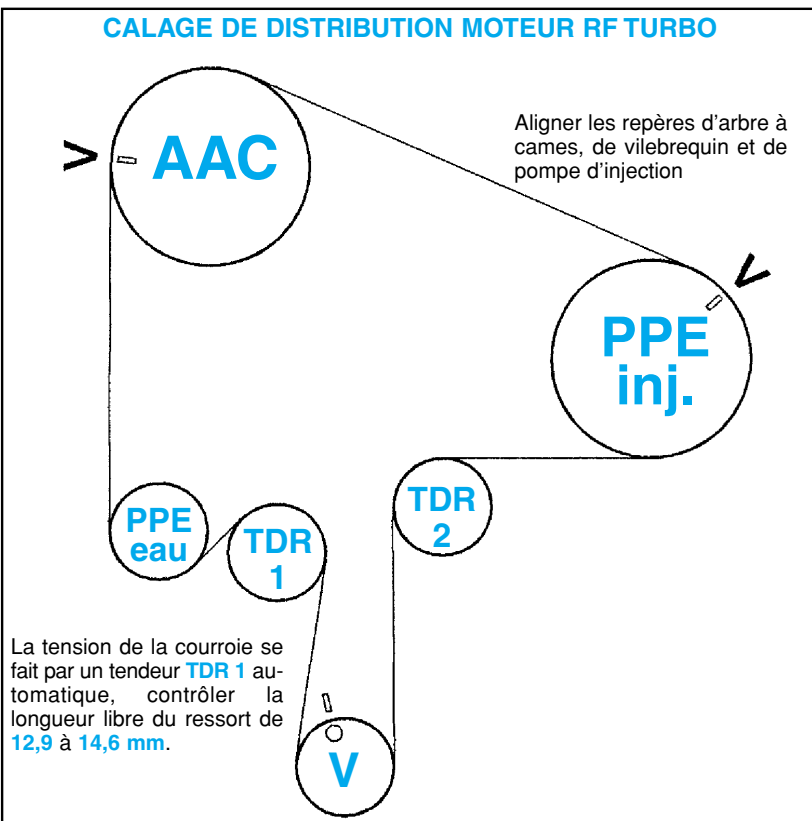 CALAGE DE DISTRIBUTION MOTEUR RF TURBO
> AAC
Aligner les repères d'arbre à
cames, de vilebrequin et de
pompe d'injection
V
PPE
inj.
PPE
eau
TDR
1
TDR
2
La tension de la courroie se
fait par un tendeur TDR 1 au-
tomatique, contrôler la
longueur libre du ressort de
12,9 à 14,6 mm.
V